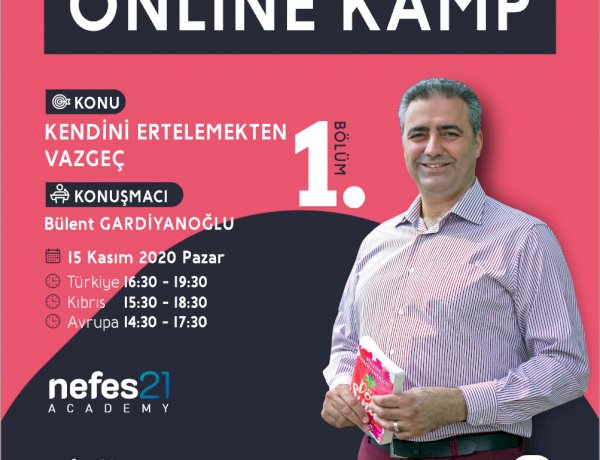 ONLINE KAMP
KONU
KENDİNİ ERTELEMEKTEN
VAZGEÇ
1.
BÖLÜM
KONUŞMACI
Bülent GARDİYANOĞLU
15 Kasım 2020 Pazar
Türkiye 16:30 - 19:30
Kıbrıs 15:30 - 18:30
Avrupa 14:30 - 17:30
nefes21
ACADEMY